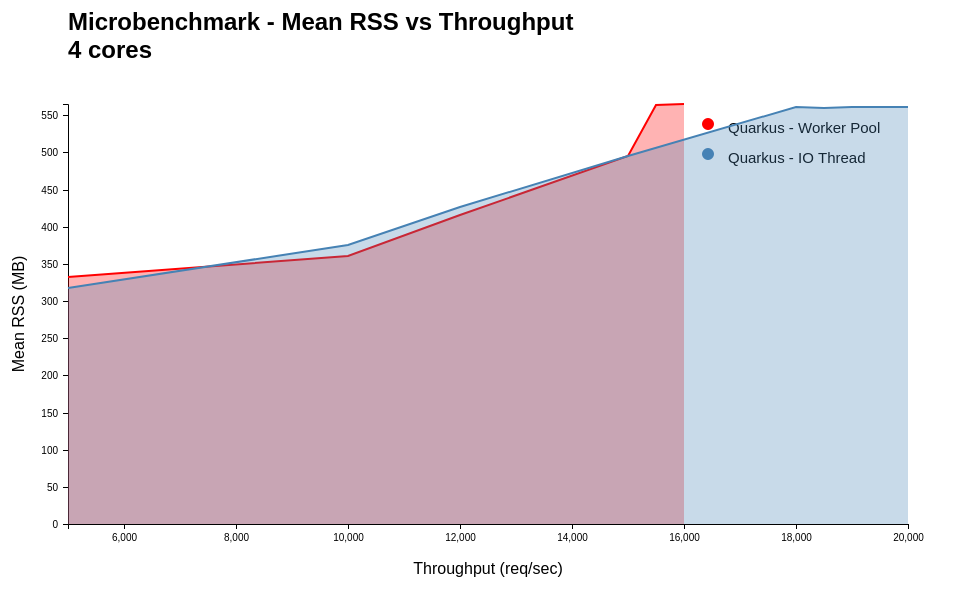 Microbenchmark - Mean RSS vs Throughput
4 cores
550
500
450
400
350
300
250
200
150
100
50
0
Mean RSS (MB)
Quarkus - Worker Pool
Quarkus - IO Thread
6,000 8,000 10,000 12,000 14,000 16,000 18,000 20,000
Throughput (req/sec)